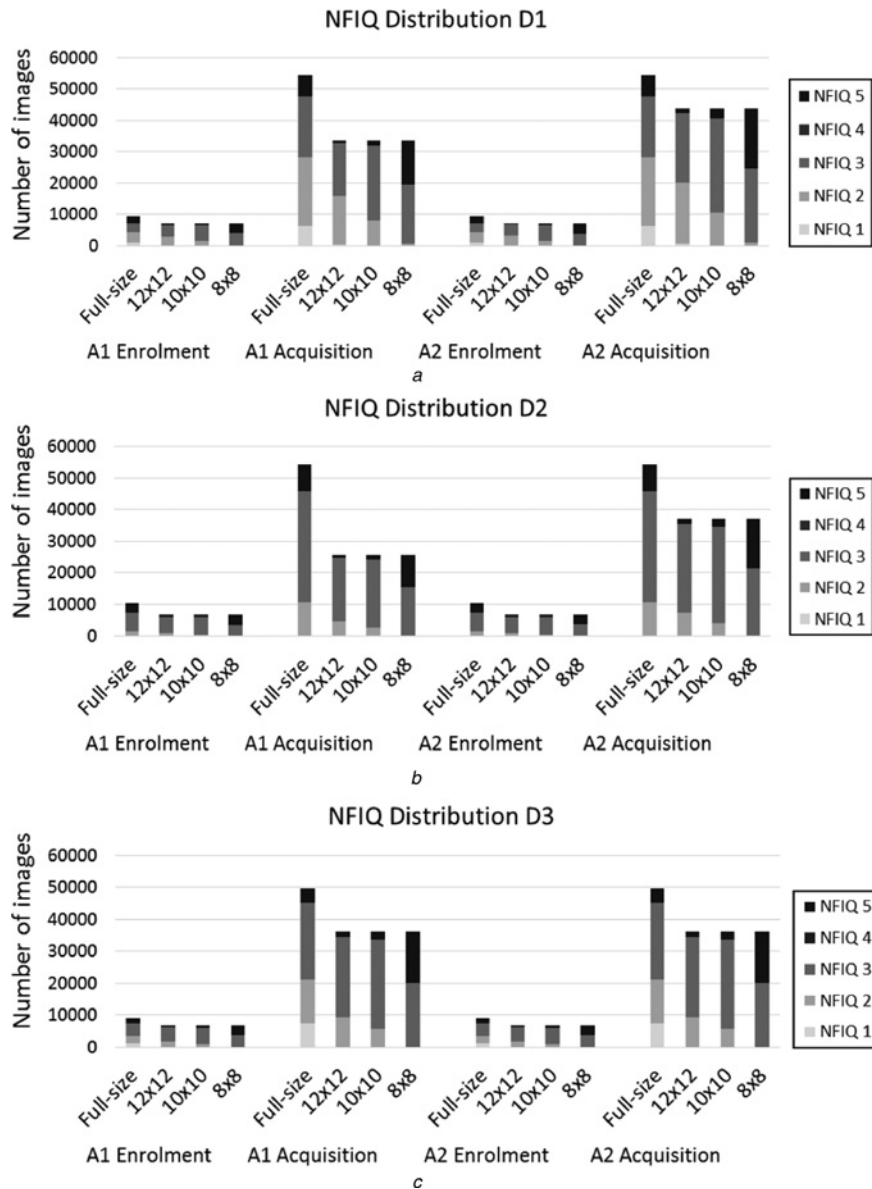 NFIQ Distribution D1
Number of images
60000
50000
40000
30000
20000
10000
0
Full-size
12x12
10x10
8x8
Full-size
12x12
10x10
8x8
Full-size
12x12
10x10
8x8
Full-size
12x12
10x10
8x8
A1 Enrolment
A1 Acquisition
A2 Enrolment
A2 Acquisition
NFIQ 5
NFIQ 4
NFIQ 3
NFIQ 2
NFIQ 1
a
NFIQ Distribution D2
Number of images
60000
50000
40000
30000
20000
10000
0
Full-size
12x12
10x10
8x8
Full-size
12x12
10x10
8x8
Full-size
12x12
10x10
8x8
Full-size
12x12
10x10
8x8
A1 Enrolment
A1 Acquisition
A2 Enrolment
A2 Acquisition
NFIQ 5
NFIQ 4
NFIQ 3
NFIQ 2
NFIQ 1
b
NFIQ Distribution D3
Number of images
60000
50000
40000
30000
20000
10000
0
Full-size
12x12
10x10
8x8
Full-size
12x12
10x10
8x8
Full-size
12x12
10x10
8x8
Full-size
12x12
10x10
8x8
A1 Enrolment
A1 Acquisition
A2 Enrolment
A2 Acquisition
NFIQ 5
NFIQ 4
NFIQ 3
NFIQ 2
NFIQ 1
c